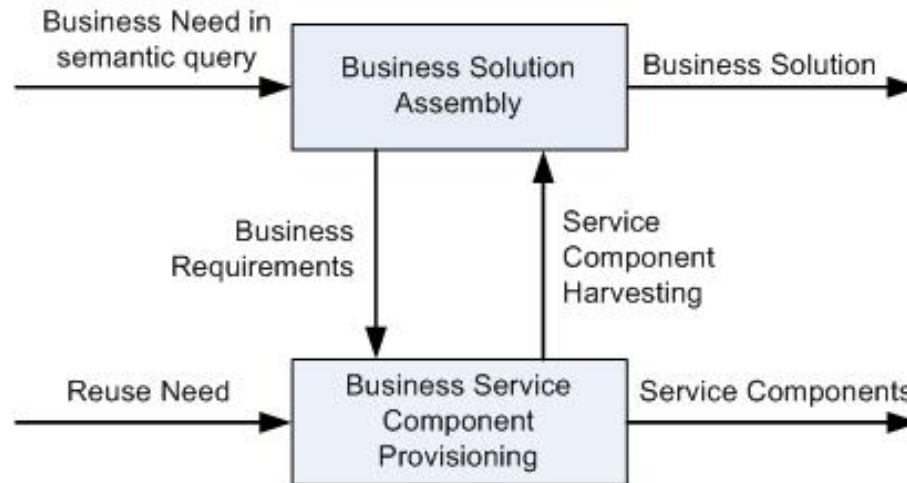 Business Need in
semantic query
Business Solution
Assembly
Business Solution
Business
Requirements
Service
Component
Harvesting
Reuse Need
Business Service
Component
Provisioning
Service Components